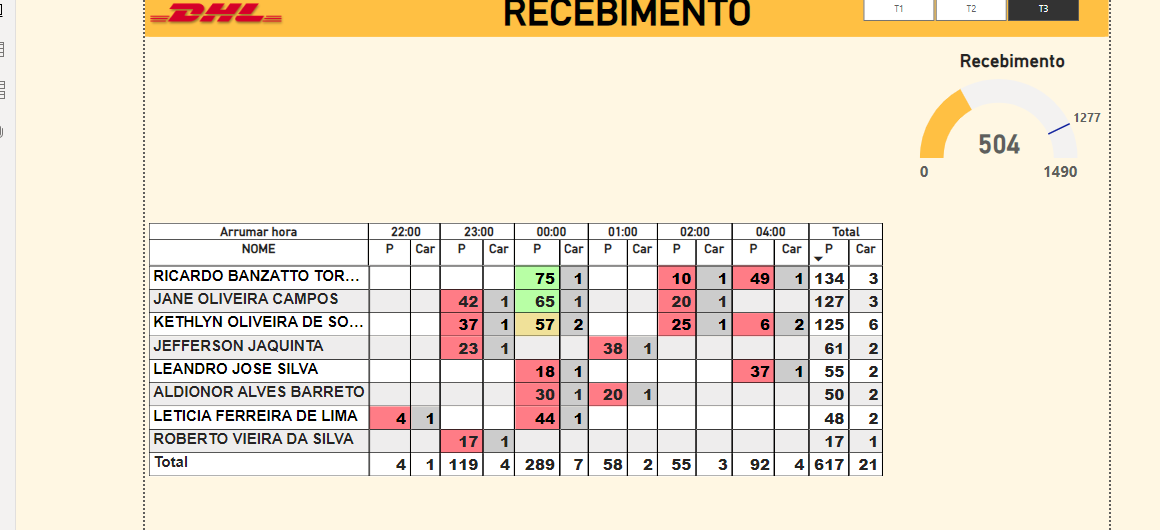 DHL
RECEBIMENTO
T1 T2 T3
Recebimento
1277
504
0 1490
Arrumar hora 22:00 23:00 00:00 01:00 02:00 04:00 Total
NOME P Car P Car P Car P Car P Car P Car P Car
RICARDO BANZATTO TOR... 75 1 10 1 49 1 134 3
JANE OLIVEIRA CAMPOS 42 1 65 1 20 1 127 3
KETHLYN OLIVEIRA DE SO... 37 1 57 2 25 1 6 2 125 6
JEFFERSON JAQUINTA 23 1 38 1 61 2
LEANDRO JOSE SILVA 18 1 37 1 55 2
ALDIONOR ALVES BARRETO 30 1 20 1 50 2
LETICIA FERREIRA DE LIMA 4 1 44 1 48 2
ROBERTO VIEIRA DA SILVA 17 1 17 1
Total 4 1 119 4 289 7 58 2 55 3 92 4 617 21